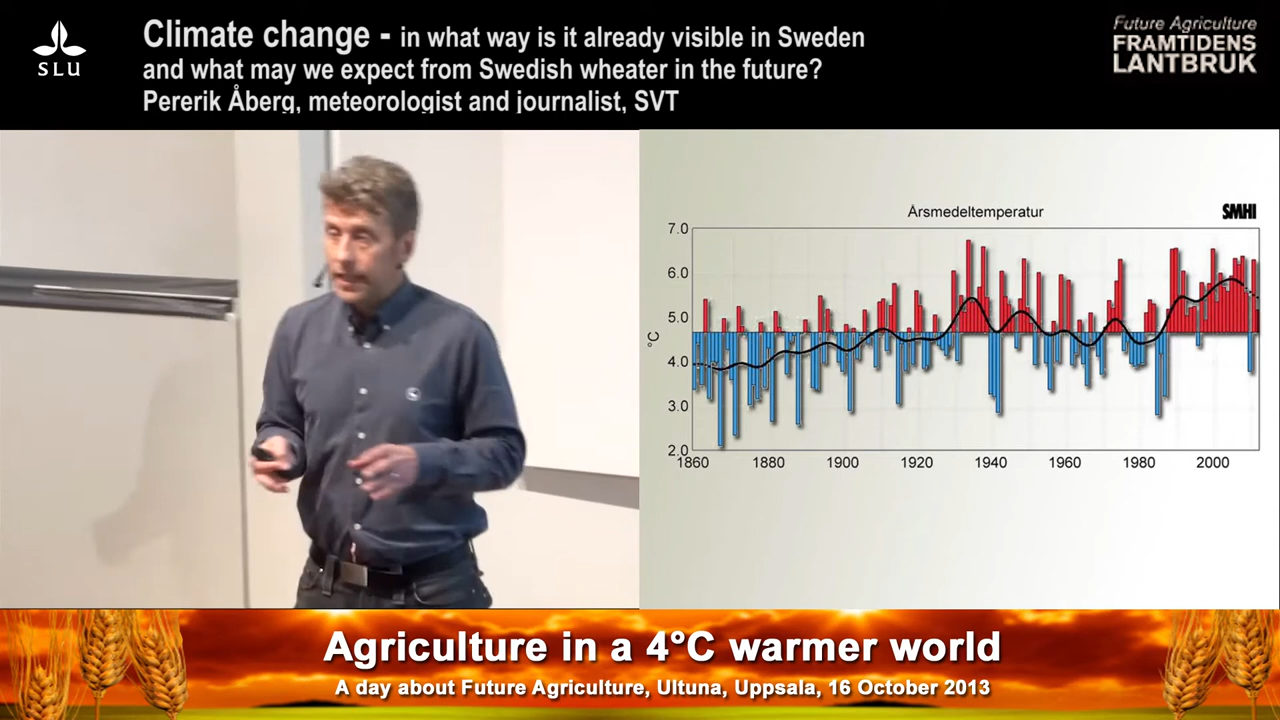 SLU
Climate change - in what way is it already visible in Sweden
and what may we expect from Swedish wheater in the future?
Pererik Åberg, meteorologist and journalist, SVT
Future Agriculture
FRAMTIDENS
LANTBRUK
Årsmedeltemperatur
SMHI
7.0
6.0
5.0
°C
4.0
3.0
2.0
1860 1880 1900 1920 1940 1960 1980 2000
Agriculture in a 4°C warmer world
A day about Future Agriculture, Ultuna, Uppsala, 16 October 2013